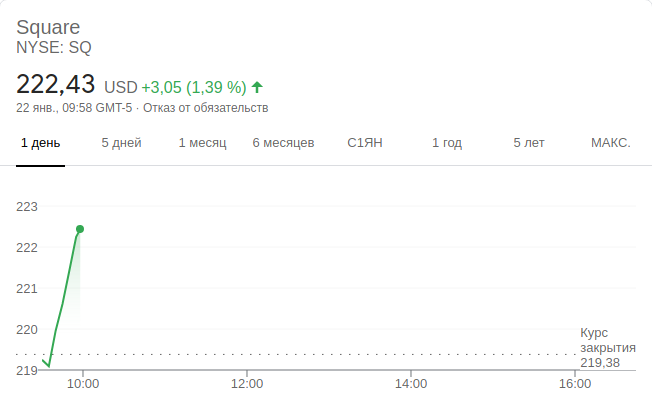 Square
NYSE: SQ
222,43 USD +3,05 (1,39 %)
22 янв., 09:58 GMT-5 · Отказ от обязательств
1 день 5 дней 1 месяц 6 месяцев С1ЯН 1 год 5 лет МАКС.
223
222
221
220
Курс
закрытия
219,38
219
10:00 12:00 14:00 16:00